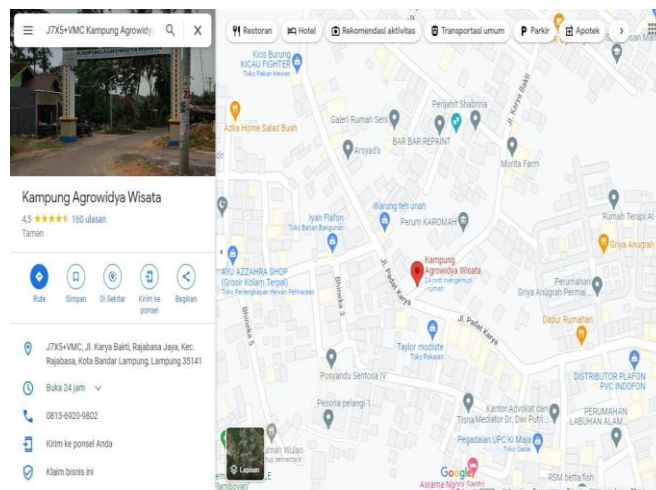 J7X5+VMC Kampung Agrowidy
X
Restoran
Hotel
Rekomendasi aktivitas
Transportasi umum
P Parkir
Apotek
Kampung Agrowidya Wisata
4,5 160 ulasan
Taman
Rute
Simpan
Di Sekitar
Kirim ke
ponsel
Bagikan
J7X5+VMC, Jl. Karya Bakti, Rajabasa Jaya, Kec.
Rajabasa, Kota Bandar Lampung, Lampung 35141
Buka 24 jam
0813-6920-9802
Kirim ke ponsel Anda
Klaim bisnis ini
Kios Burung
KICAU FIGHTER
Toko Pakan Hewan
Azka Home Salad Buah
Galeri Rumah Seni
Penjahit Shabrina
BAR BAR REPAINT
Arsyad's
Jl. Karya Bakti
Morita Farm
Warung teh unah
Iyan Flafon
Toko Bahan Bangunan
Perum KAROMAH
Rumah Terapi Al
Griya Anugrah
AYU AZZAHRA SHOP
(Grosir Kolam Terpal)
Toko Perlengkapan Hewan Peliharaan
Kampung
Agrowidya Wisata
Jl. Padat Karya
Perumahan
Griya Anugrah Permai
Bhineka 3
Bhineka 5
Jl. Padat Karya
Dapur Rumahan
Taylor modiste
Toko Pakaian
Posyandu Sentosa IV
DISTRIBUTOR PLAFON
PVC INDOFON
Pesona pelangi 1
Kantor Advokat dan
Mediator Dr. Dwi Putri
Tisna
PERUMAHAN
LABUHAN ALAM
Pegadaian UPC Ki Maja
Toko Gadai
Lapisan
Google
Asrama Ngopi Santri
RSM betta fish